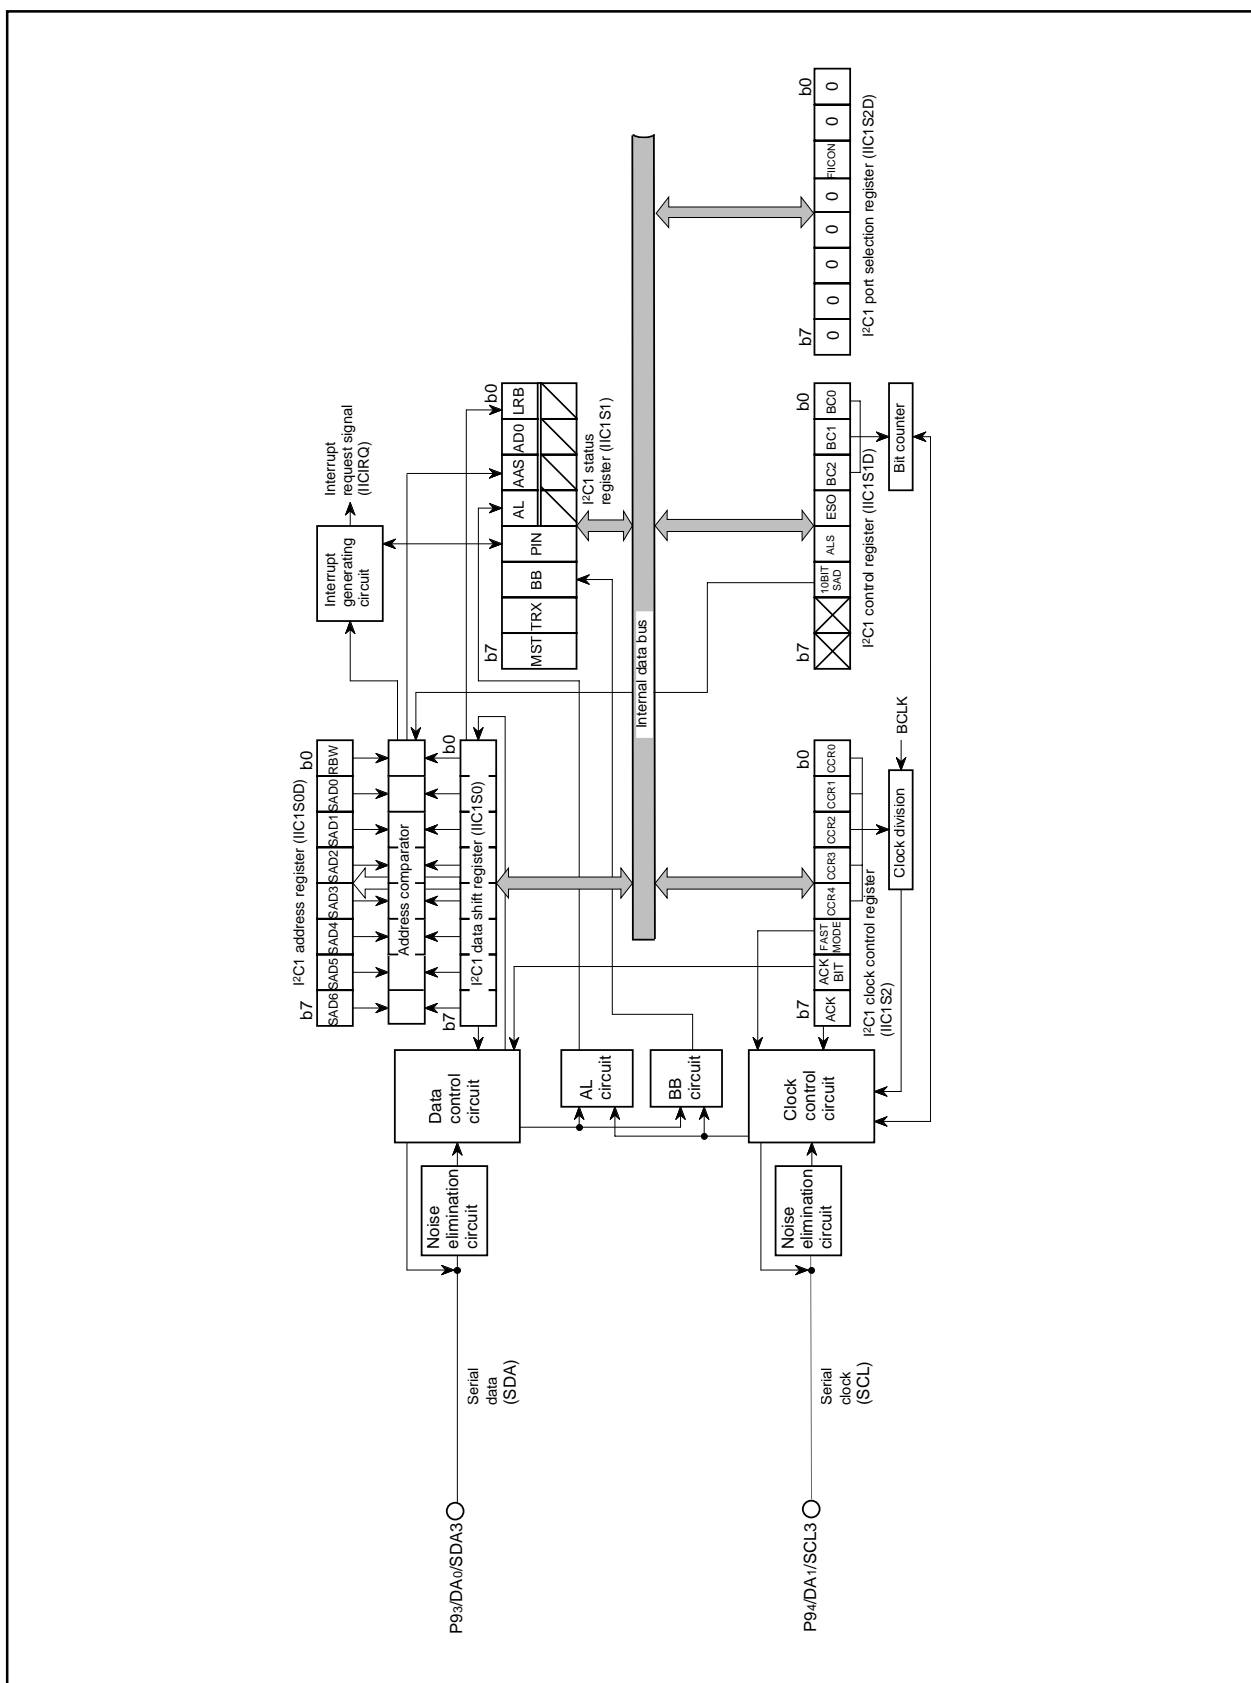 b7
b0
I²C1 address register (IIC1S0D)
SAD6 SAD5 SAD4 SAD3 SAD2 SAD1 SAD0 RBW
Address comparator
b7
b0
I²C1 data shift register (IIC1S0)
Interrupt
generating
circuit
Interrupt
request signal
(IICIRQ)
P93/DA0/SDA3
Serial
data
(SDA)
Noise
elimination
circuit
Data
control
circuit
AL
circuit
BB
circuit
b7
b0
MST TRX BB PIN AL AAS AD0 LRB
I²C1 status
register (IIC1S1)
Internal data bus
P94/DA1/SCL3
Serial
clock
(SCL)
Noise
elimination
circuit
Clock
control
circuit
b7
b0
ACK
ACK
BIT
FAST
MODE
CCR4 CCR3 CCR2 CCR1 CCR0
I²C1 clock control register
(IIC1S2)
Clock division
BCLK
b7
b0
10BIT
SAD
ALS ESO BC2 BC1 BC0
I²C1 control register (IIC1S1D)
Bit counter
b7
b0
0 0 0 0 0 FIICON 0 0
I²C1 port selection register (IIC1S2D)